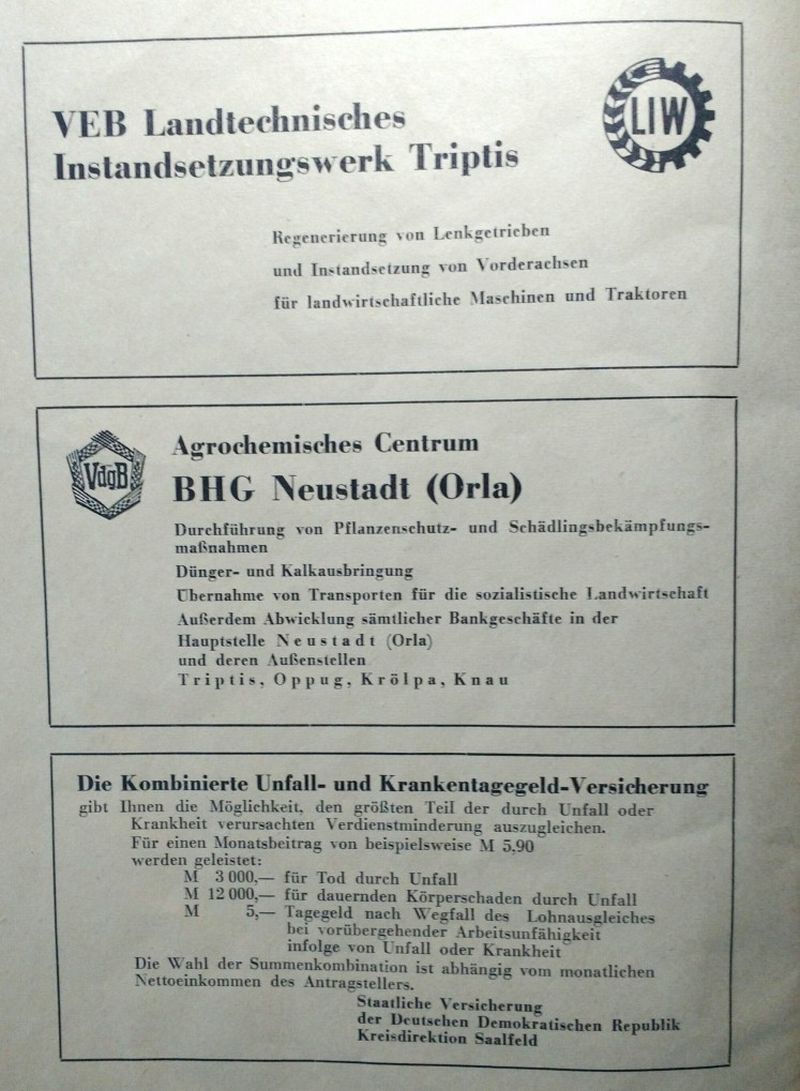 VEB Landtechnisches
Instandsetzungswerk Triptis
LIW
Regenerierung von Lenkgetrieben
und Instandsetzung von Vorderachsen
für landwirtschaftliche Maschinen und Traktoren
VdgB
Agrochemisches Centrum
BHG Neustadt (Orla)
Durchführung von Pflanzenschutz- und Schädlingsbekämpfungs-
maßnahmen
Dünger- und Kalkausbringung
Übernahme von Transporten für die sozialistische Landwirtschaft
Außerdem Abwicklung sämtlicher Bankgeschäfte in der
Hauptstelle Neustadt (Orla)
und deren Außenstellen
Triptis, Oppug, Krölpa, Knau
Die Kombinierte Unfall- und Krankentagegeld-Versicherung
gibt Ihnen die Möglichkeit, den größten Teil der durch Unfall oder
Krankheit verursachten Verdienstminderung auszugleichen.
Für einen Monatsbeitrag von beispielsweise M 5,90
werden geleistet:
M 3 000,— für Tod durch Unfall
M 12 000,— für dauernden Körperschaden durch Unfall
M 5,— Tagegeld nach Wegfall des Lohnausgleiches
bei vorübergehender Arbeitsunfähigkeit
infolge von Unfall oder Krankheit
Die Wahl der Summenkombination ist abhängig vom monatlichen
Nettoeinkommen des Antragstellers.
Staatliche Versicherung
der Deutschen Demokratischen Republik
Kreisdirektion Saalfeld